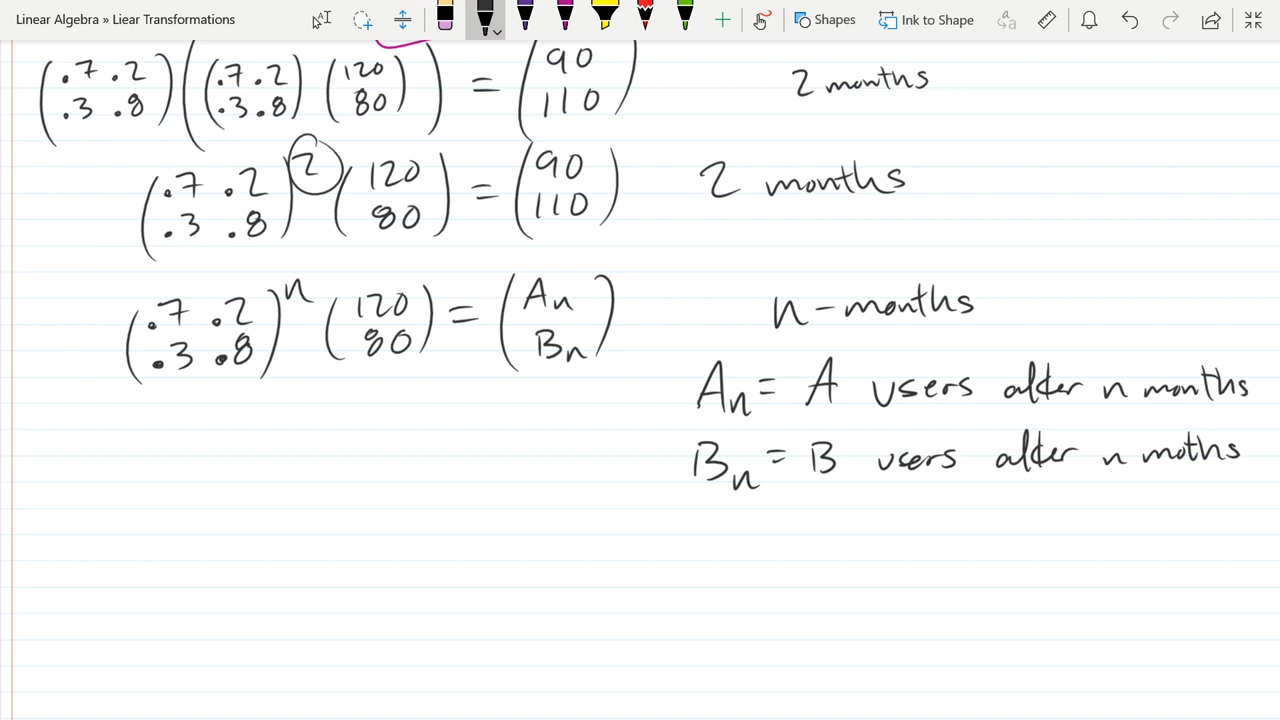 Linear Algebra » Liear Transformations
Shapes Ink to Shape
(.7 .2 .3 .8)((.7 .2 .3 .8)(120 80)) = (90 110) 2 months
(.7 .2 .3 .8)^2 (120 80) = (90 110) 2 months
(.7 .2 .3 .8)^n (120 80) = (An Bn) n-months
An = A users after n months
Bn = B users after n moths